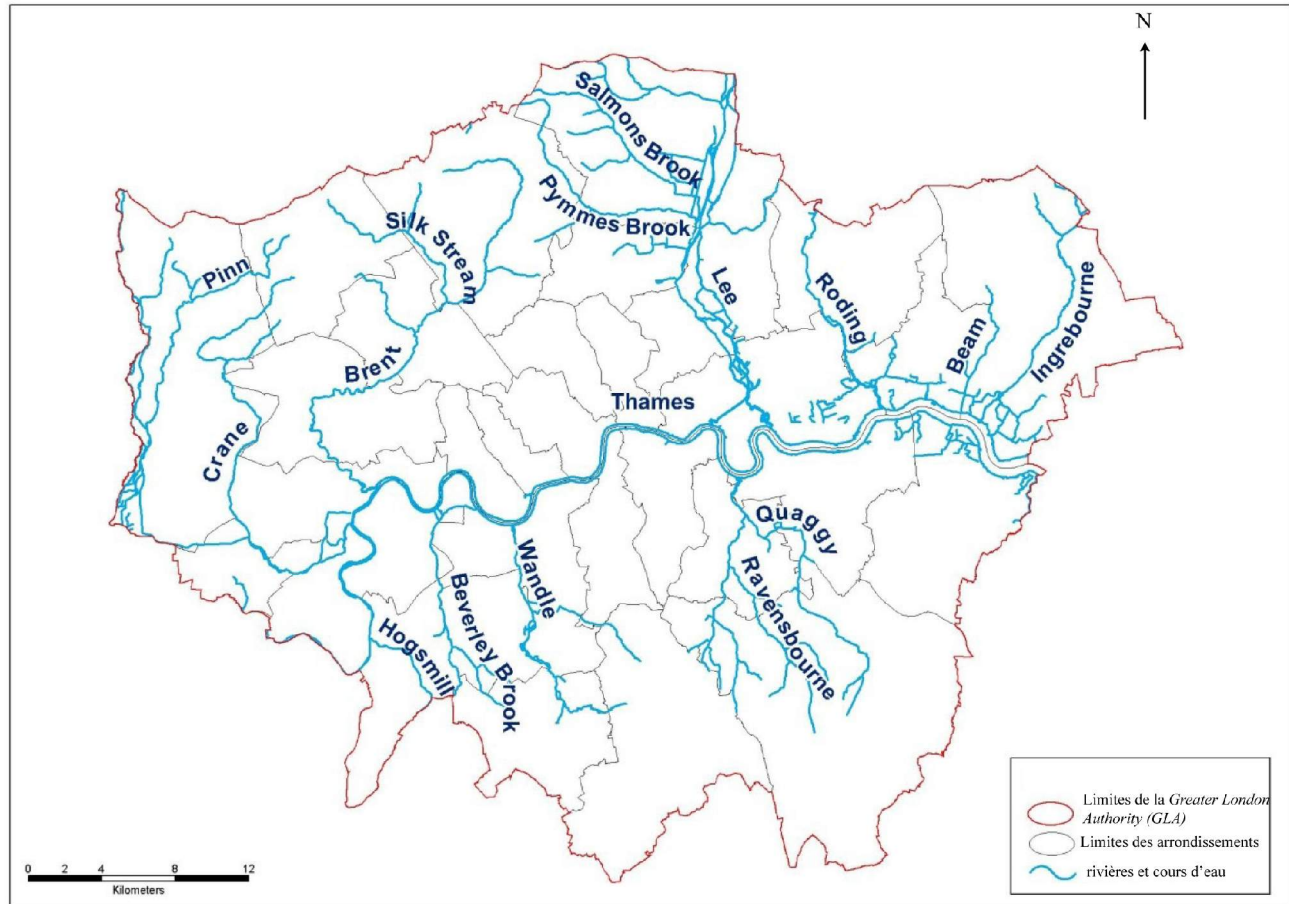 N
Salmons Brook
Pymmes Brook
Silk Stream
Pinn
Lee
Roding
Ingrebourne
Beam
Brent
Thames
Crane
Quaggy
Wandle
Ravensbourne
Beverley Brook
Hogsmill
Limites de la Greater London
Authority (GLA)
Limites des arrondissements
rivières et cours d'eau
0 2 4 8 12
Kilometers